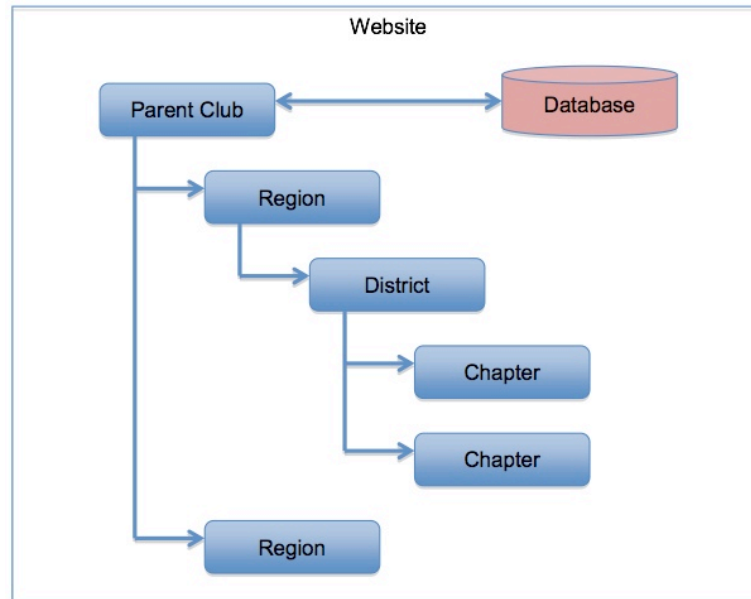 Website
Parent Club
Database
Region
District
Chapter
Chapter
Region